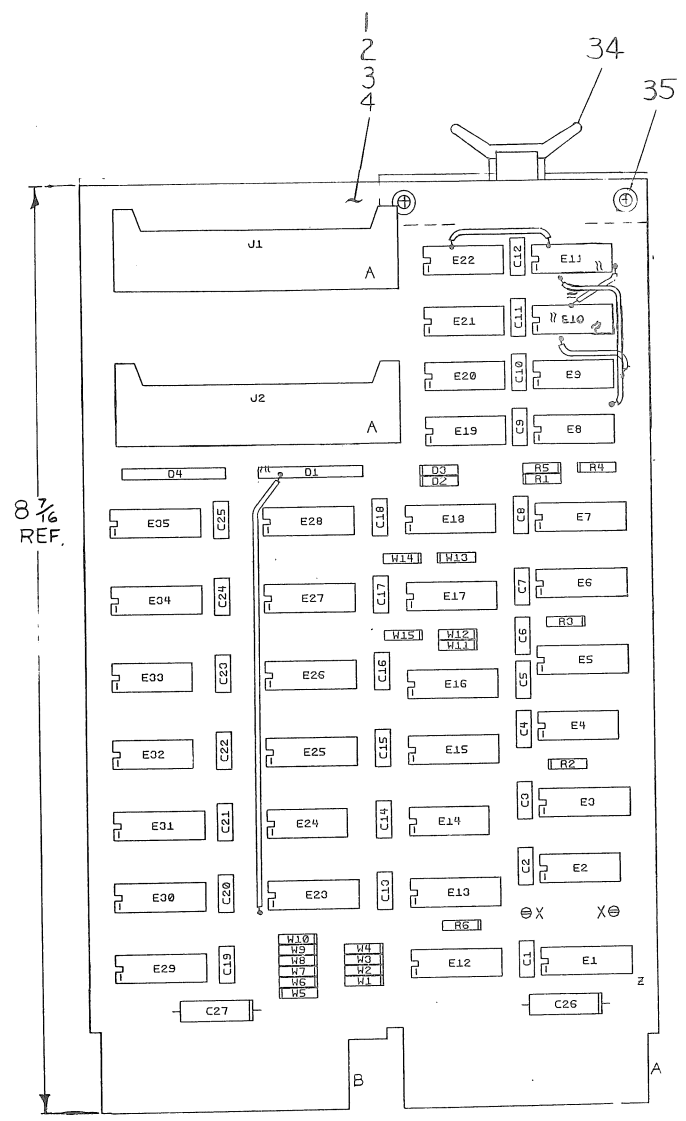 1
2
3
4
34
35
J1
A
E22
C12
E11
E21
C11
E10
J2
A
E20
C10
E9
E19
C9
E8
D4
D1
D3
D2
R5
R4
R1
8 7/16
REF.
E35
C25
E28
C18
E18
C8
E7
W14
W13
E34
C24
E27
C17
E17
C7
E6
W15
W12
W11
C6
R3
E33
C23
E26
C16
E16
C5
E5
E32
C22
E25
C15
E15
C4
E4
R2
E31
C21
E24
C14
E14
C3
E3
E30
C20
E23
C13
E13
C2
E2
X
X
R6
W10
W9
W8
W7
W6
W5
W4
W3
W2
W1
E29
C19
E12
C1
E1
Z
C27
C26
B
A